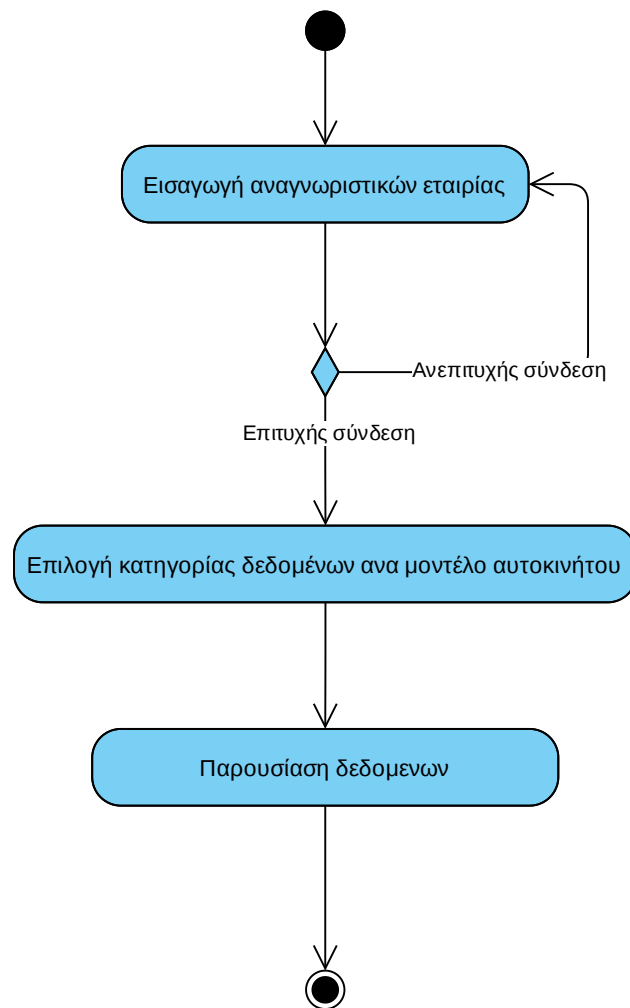 Εισαγωγή αναγνωριστικών εταιρίας
Ανεπιτυχής σύνδεση
Επιτυχής σύνδεση
Επιλογή κατηγορίας δεδομένων ανα μοντέλο αυτοκινήτου
Παρουσίαση δεδομενων